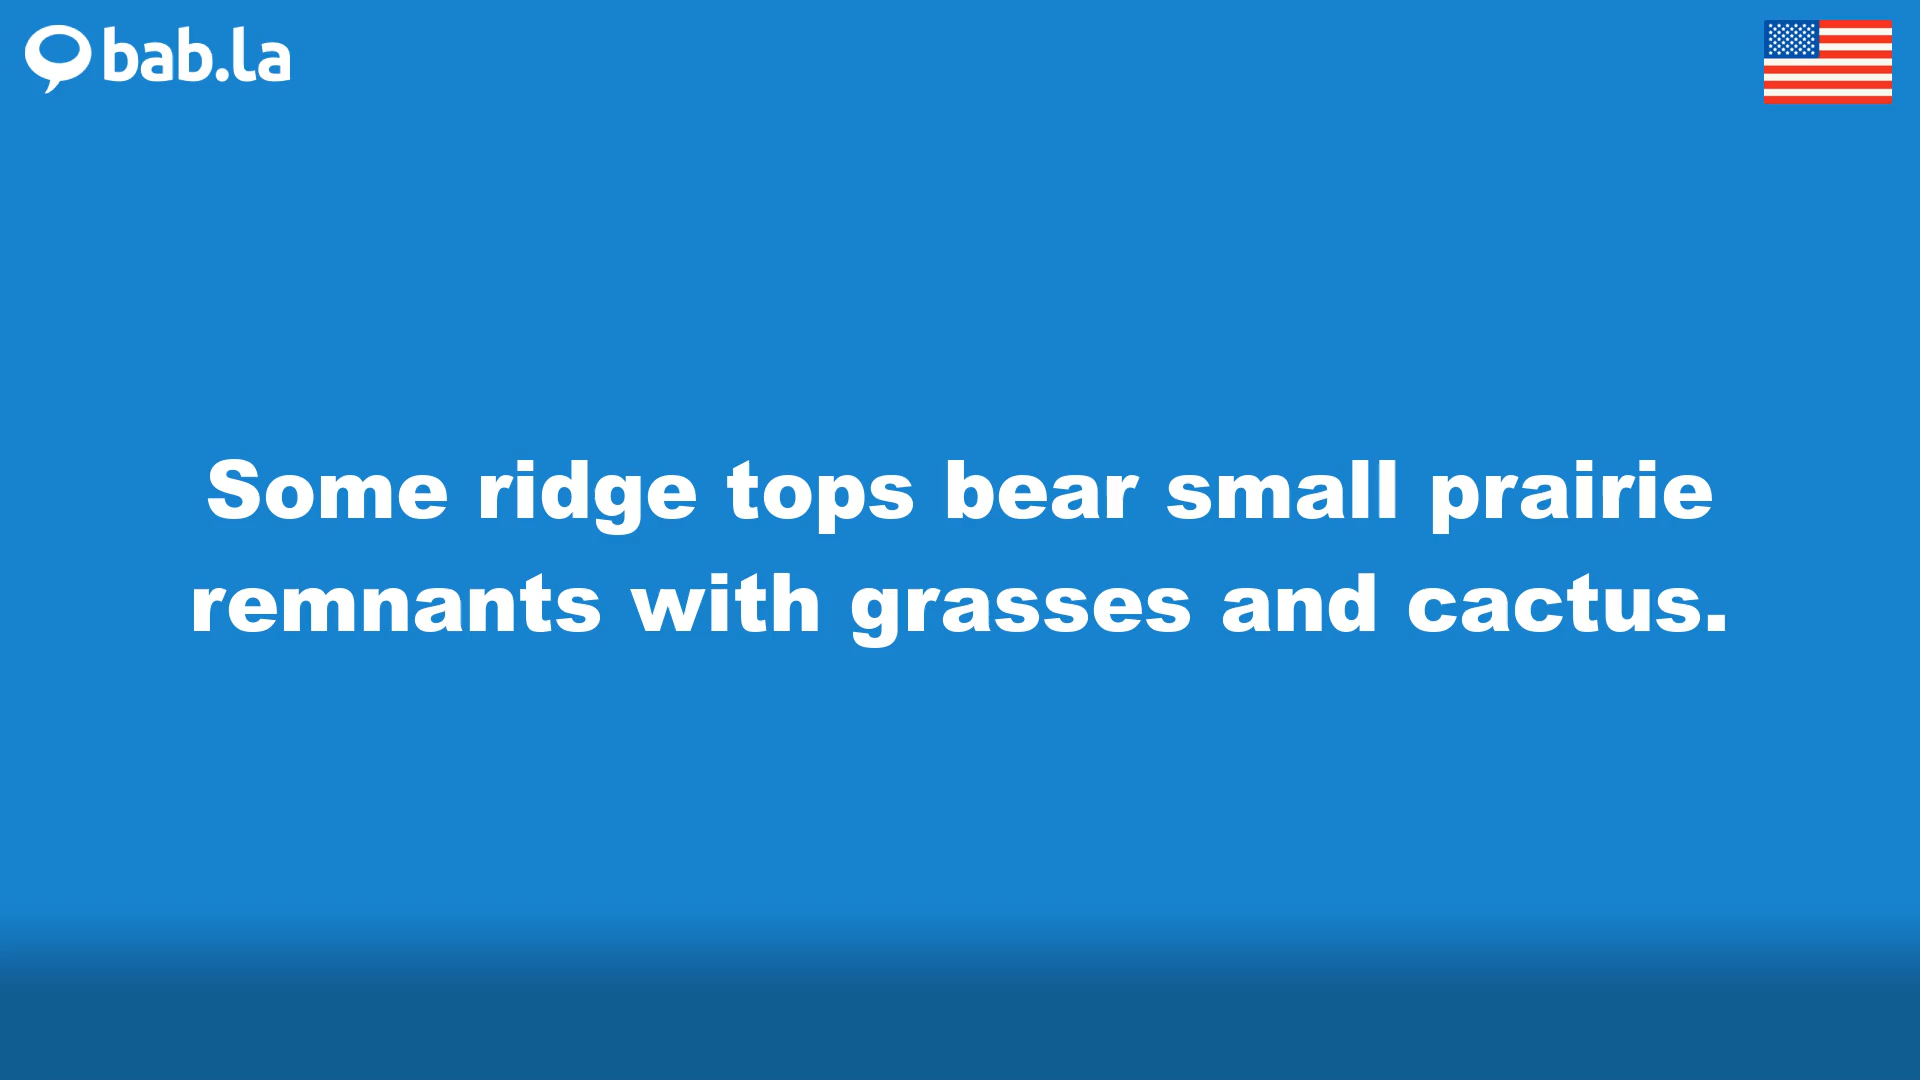 bab.la
Some ridge tops bear small prairie
remnants with grasses and cactus.